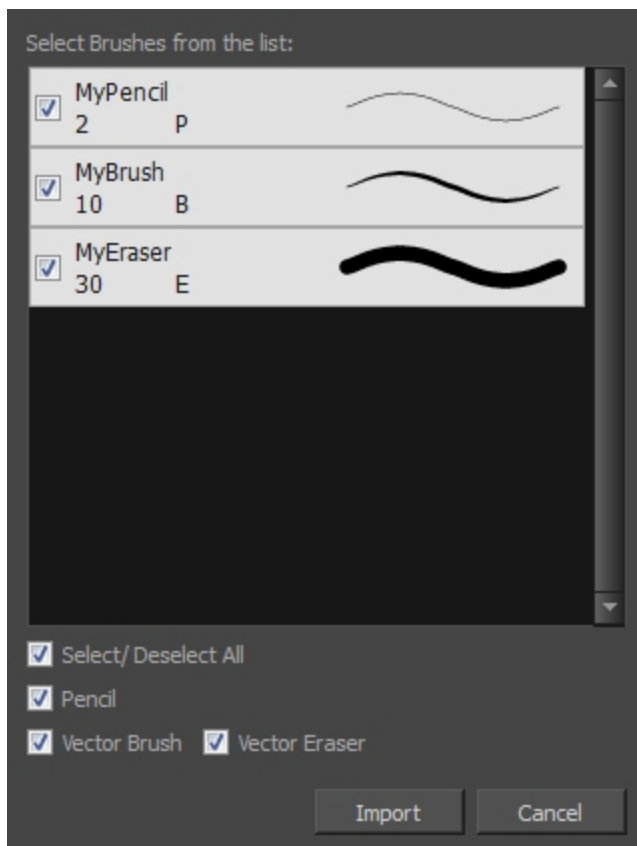 Select Brushes from the list:
MyPencil
2 P
MyBrush
10 B
MyEraser
30 E
Select/ Deselect All
Pencil
Vector Brush Vector Eraser
Import Cancel